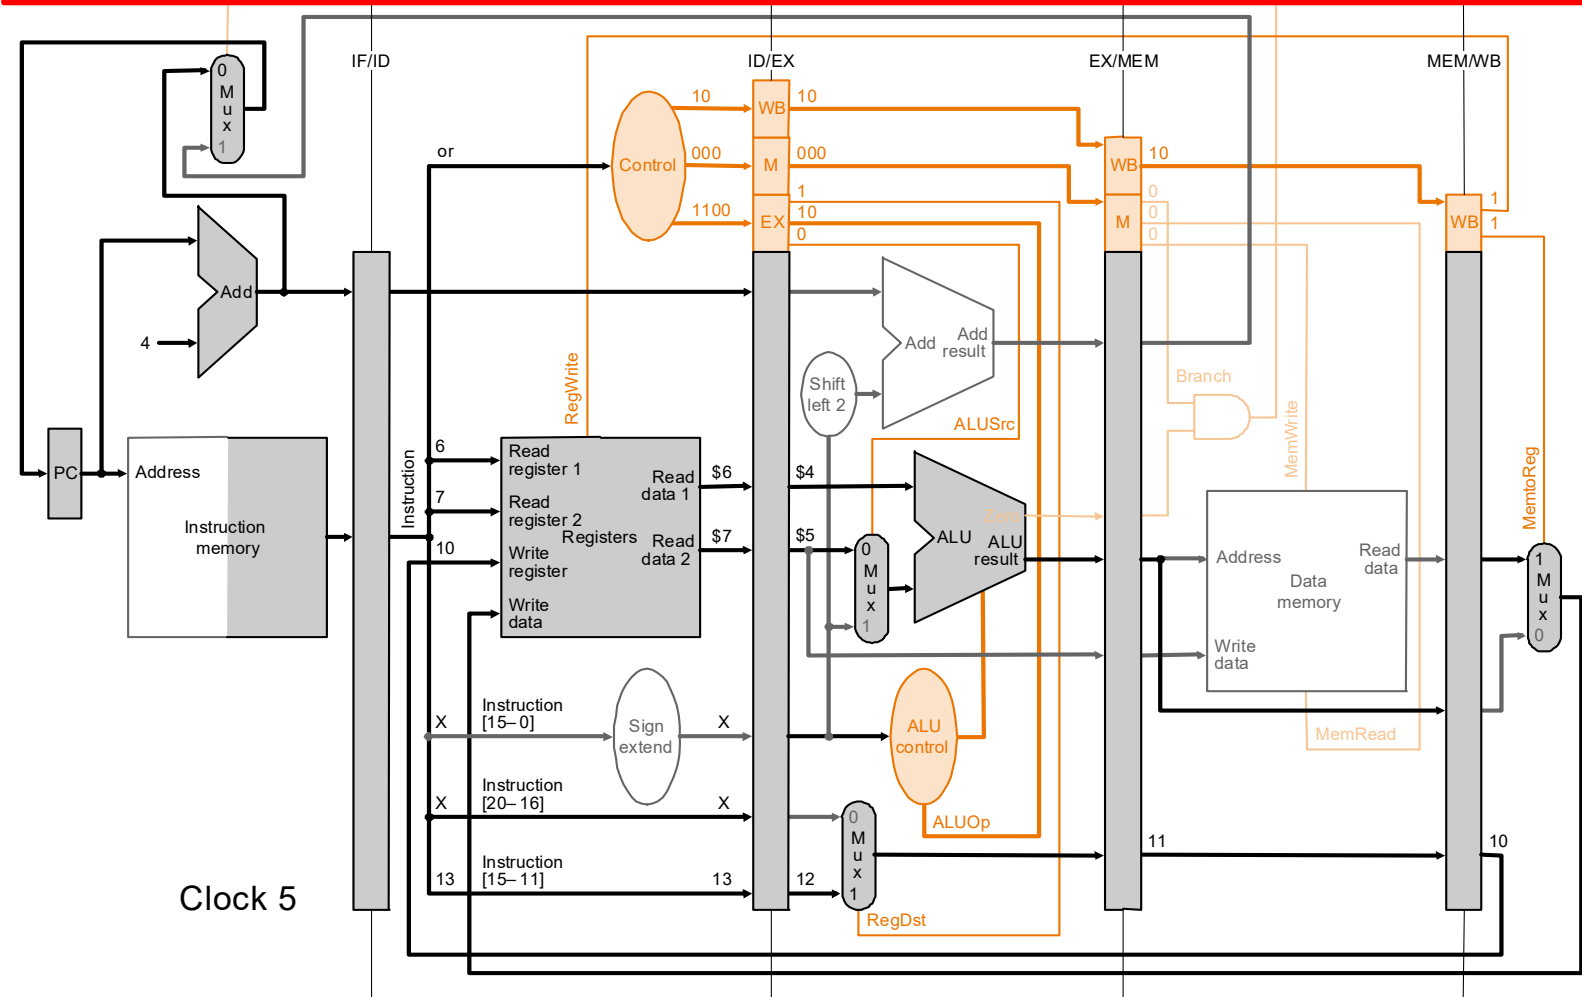 IF/ID
ID/EX
EX/MEM
MEM/WB
0
M
u
x
1
10
WB
10
or
Control
000
M
000
WB
10
1
1100
EX
10
0
M
0
0
0
WB
1
1
Add
4
Add
Add
result
Shift
left 2
Branch
RegWrite
ALUSrc
MemWrite
MemtoReg
PC
Address
Instruction
memory
Instruction
6
Read
register 1
7
Read
register 2
10
Write
register
Write
data
Registers
Read
data 1
Read
data 2
$6
$7
$4
$5
0
M
u
x
1
ALU
Zero
ALU
result
Address
Read
data
Data
memory
Write
data
MemRead
1
M
u
x
0
X
Instruction
[15–0]
Sign
extend
X
ALU
control
ALUOp
X
Instruction
[20–16]
X
0
M
u
x
1
13
Instruction
[15–11]
13
12
RegDst
11
10
Clock 5